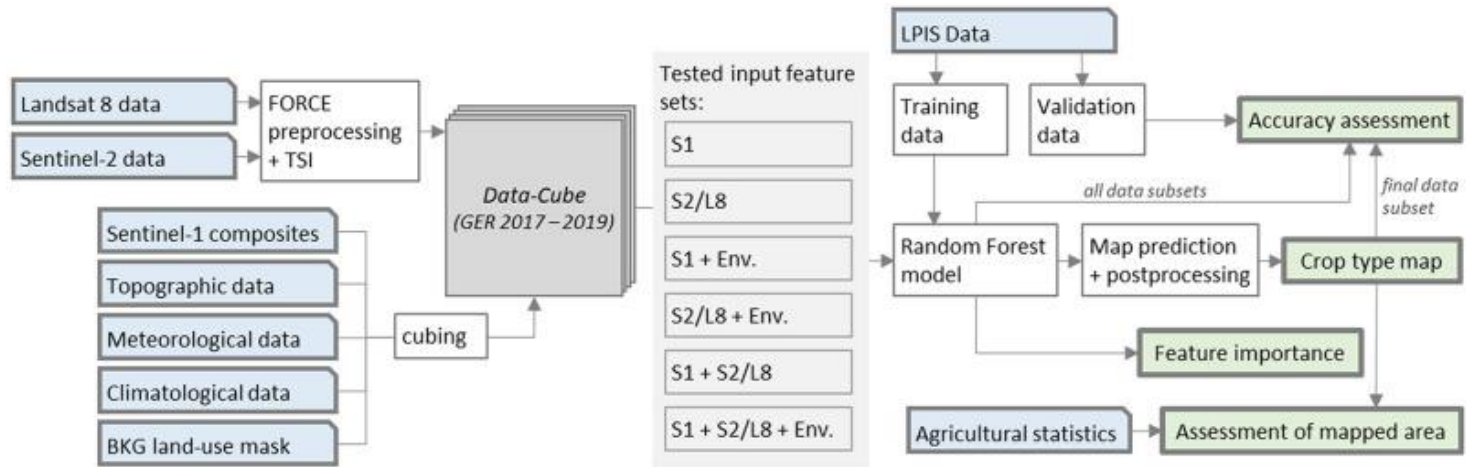 Landsat 8 data
Sentinel-2 data
FORCE
preprocessing
+ TSI
Sentinel-1 composites
Topographic data
Meteorological data
Climatological data
BKG land-use mask
cubing
Data-Cube
(GER 2017 – 2019)
Tested input feature
sets:
S1
S2/L8
S1 + Env.
S2/L8 + Env.
S1 + S2/L8
S1 + S2/L8 + Env.
LPIS Data
Training
data
Validation
data
Accuracy assessment
all data subsets
final data
subset
Random Forest
model
Map prediction
+ postprocessing
Crop type map
Feature importance
Agricultural statistics
Assessment of mapped area